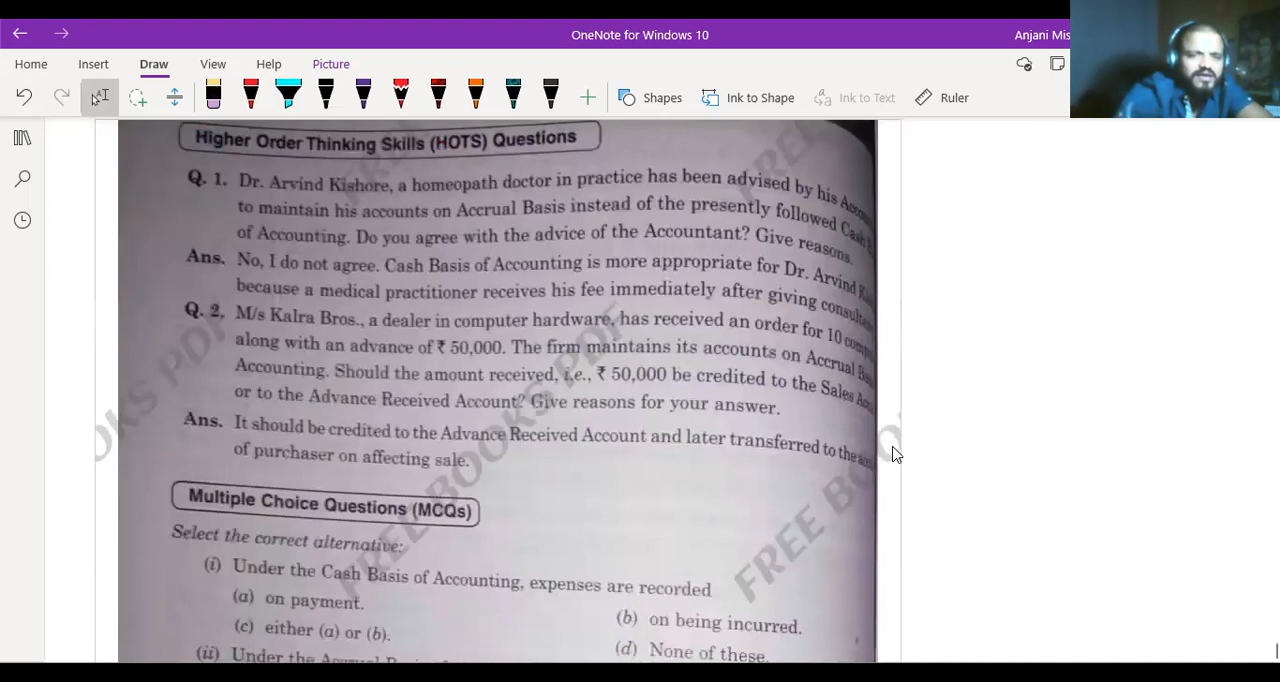 OneNote for Windows 10
Anjani Mis
Home Insert Draw View Help Picture
Shapes Ink to Shape Ink to Text Ruler
Higher Order Thinking Skills (HOTS) Questions
Q. 1. Dr. Arvind Kishore, a homeopath doctor in practice has been advised by his
to maintain his accounts on Accrual Basis instead of the presently followed Cash
of Accounting. Do you agree with the advice of the Accountant? Give reasons.
Ans. No, I do not agree. Cash Basis of Accounting is more appropriate for Dr. Arvind
because a medical practitioner receives his fee immediately after giving
Q. 2. M/s Kalra Bros., a dealer in computer hardware, has received an order for 10
along with an advance of ₹ 50,000. The firm maintains its accounts on Accrual
Accounting. Should the amount received, i.e., ₹ 50,000 be credited to the Sales
or to the Advance Received Account? Give reasons for your answer.
Ans. It should be credited to the Advance Received Account and later transferred to the
of purchaser on affecting sale.
Multiple Choice Questions (MCQs)
Select the correct alternative:
(i) Under the Cash Basis of Accounting, expenses are recorded
(a) on payment.
(b) on being incurred.
(c) either (a) or (b).
(d) None of these.
(ii) Under the
FREE BOOKS PDF